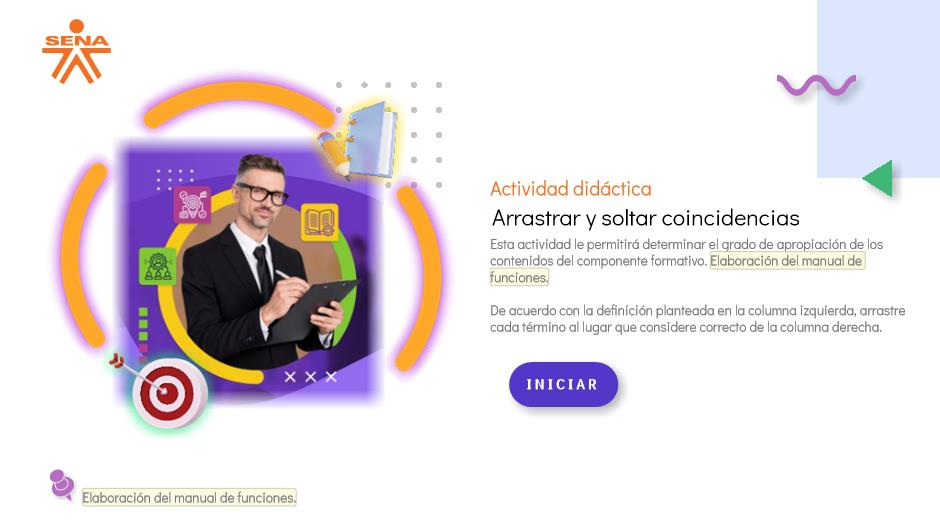 SENA
Actividad didáctica
Arrastrar y soltar coincidencias
Esta actividad le permitirá determinar el grado de apropiación de los
contenidos del componente formativo. Elaboración del manual de
funciones.
De acuerdo con la definición planteada en la columna izquierda, arrastre
cada término al lugar que considere correcto de la columna derecha.
INICIAR
Elaboración del manual de funciones.